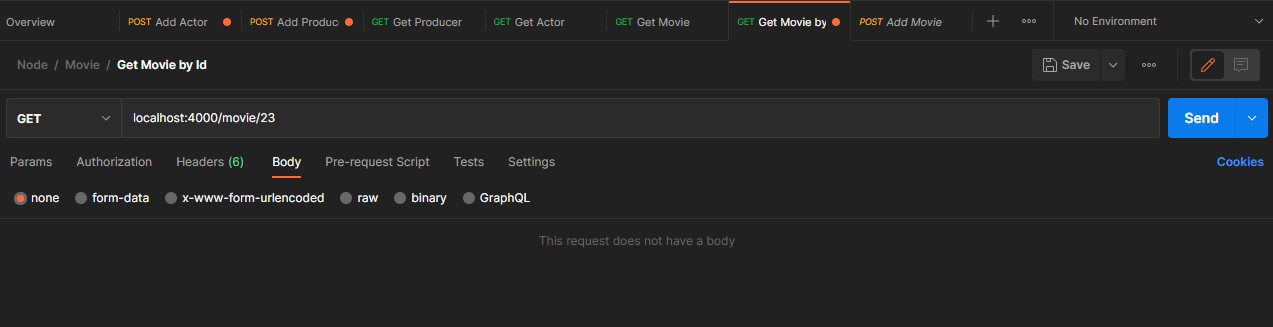 Overview POST Add Actor POST Add Produc GET Get Producer GET Get Actor GET Get Movie GET Get Movie by POST Add Movie No Environment
Node / Movie / Get Movie by Id Save
GET localhost:4000/movie/23 Send
Params Authorization Headers (6) Body Pre-request Script Tests Settings Cookies
none form-data x-www-form-urlencoded raw binary GraphQL
This request does not have a body